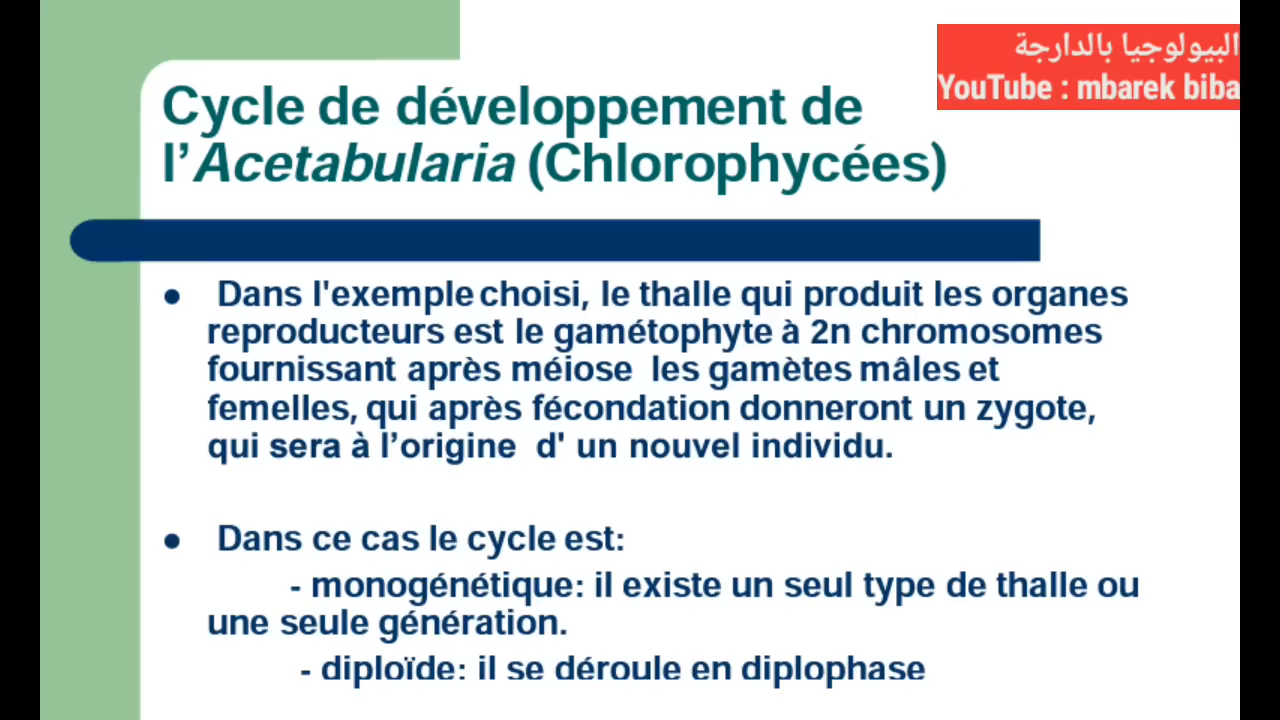 البيولوجيا بالدارجة
YouTube : mbarek biba
Cycle de développement de
l’Acetabularia (Chlorophycées)
● Dans l'exemple choisi, le thalle qui produit les organes
reproducteurs est le gamétophyte à 2n chromosomes
fournissant après méiose les gamètes mâles et
femelles, qui après fécondation donneront un zygote,
qui sera à l’origine d' un nouvel individu.
● Dans ce cas le cycle est:
- monogénétique: il existe un seul type de thalle ou
une seule génération.
- diploïde: il se déroule en diplophase